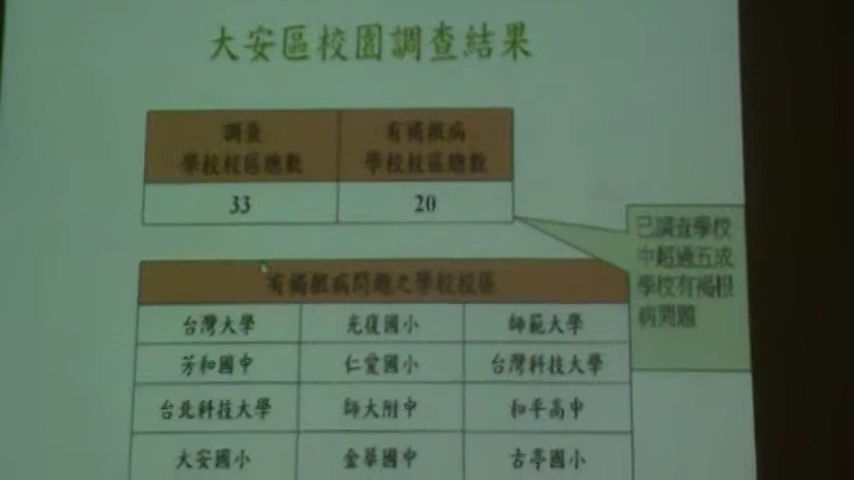 大安區校園調查結果
調查
學校校區總數
有褐根病
學校校區總數
33
20
已調查學校
中超過五成
學校有褐根
病問題
有褐根病問題之學校校區
台灣大學
光復國小
師範大學
芳和國中
仁愛國小
台灣科技大學
台北科技大學
師大附中
和平高中
大安國小
金華國中
古亭國小